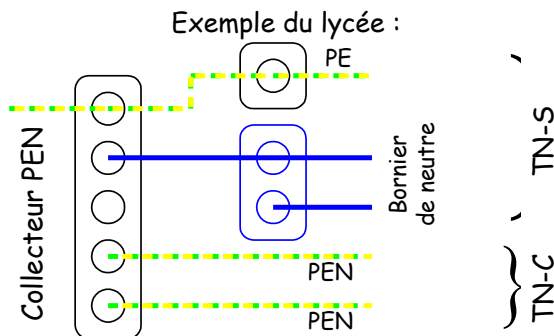 Exemple du lycée :
PE
Collecteur PEN
Bornier
de neutre
TN-S
PEN
PEN
TN-C